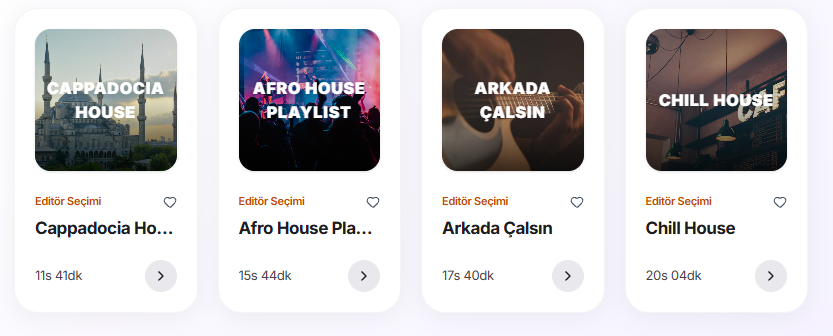 CAPPADOCIA
HOUSE
Editör Seçimi
Cappadocia Ho...
11s 41dk
AFRO HOUSE
PLAYLIST
Editör Seçimi
Afro House Pla...
15s 44dk
ARKADA
ÇALSIN
Editör Seçimi
Arkada Çalsın
17s 40dk
CHILL HOUSE
CAF
Editör Seçimi
Chill House
20s 04dk